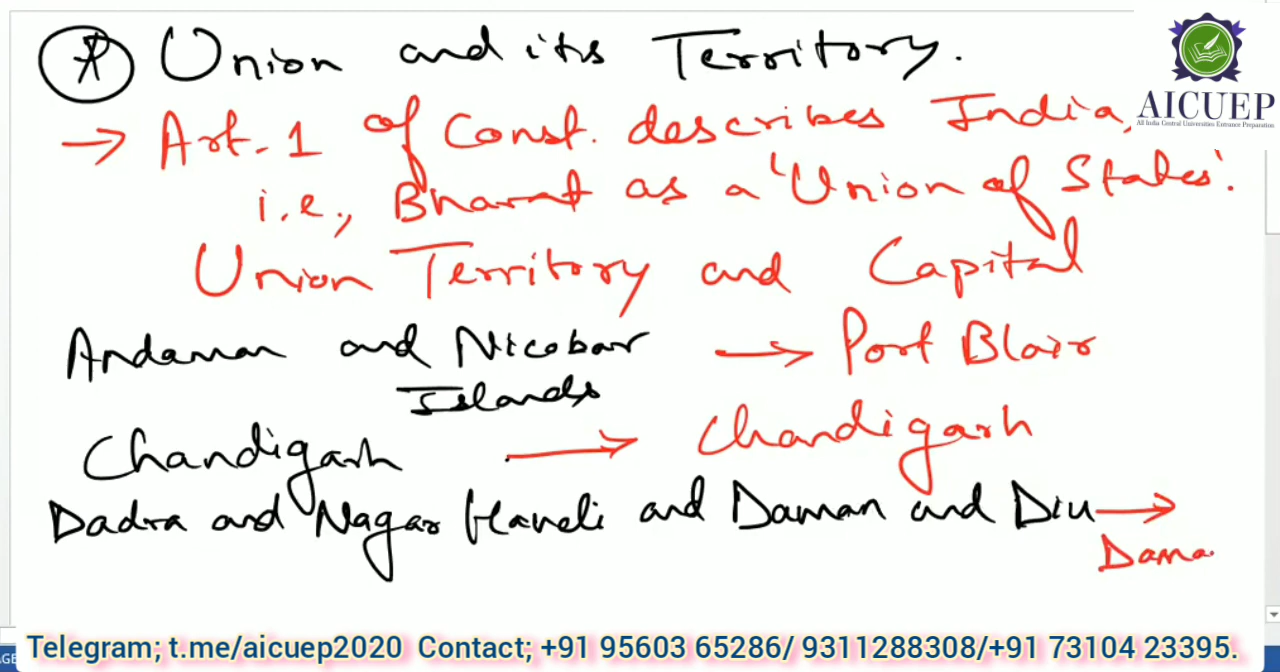 Union and its Territory.
AICUEP
All India Central Universities Entrance Preparation
→ Art. 1 of Const. describes India,
i.e., Bharat as a 'Union of States'.
Union Territory and Capital
Andaman and Nicobar → Port Blair
Islands
Chandigarh → Chandigarh
Dadra and Nagar Haveli and Daman and Diu →
Dama
Telegram; t.me/aicuep2020 Contact; +91 95603 65286/ 9311288308/+91 73104 23395.